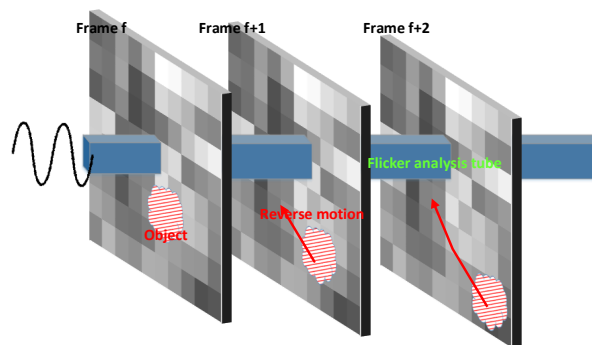 Frame f
Frame f+1
Frame f+2
Flicker analysis tube
Reverse motion
Object